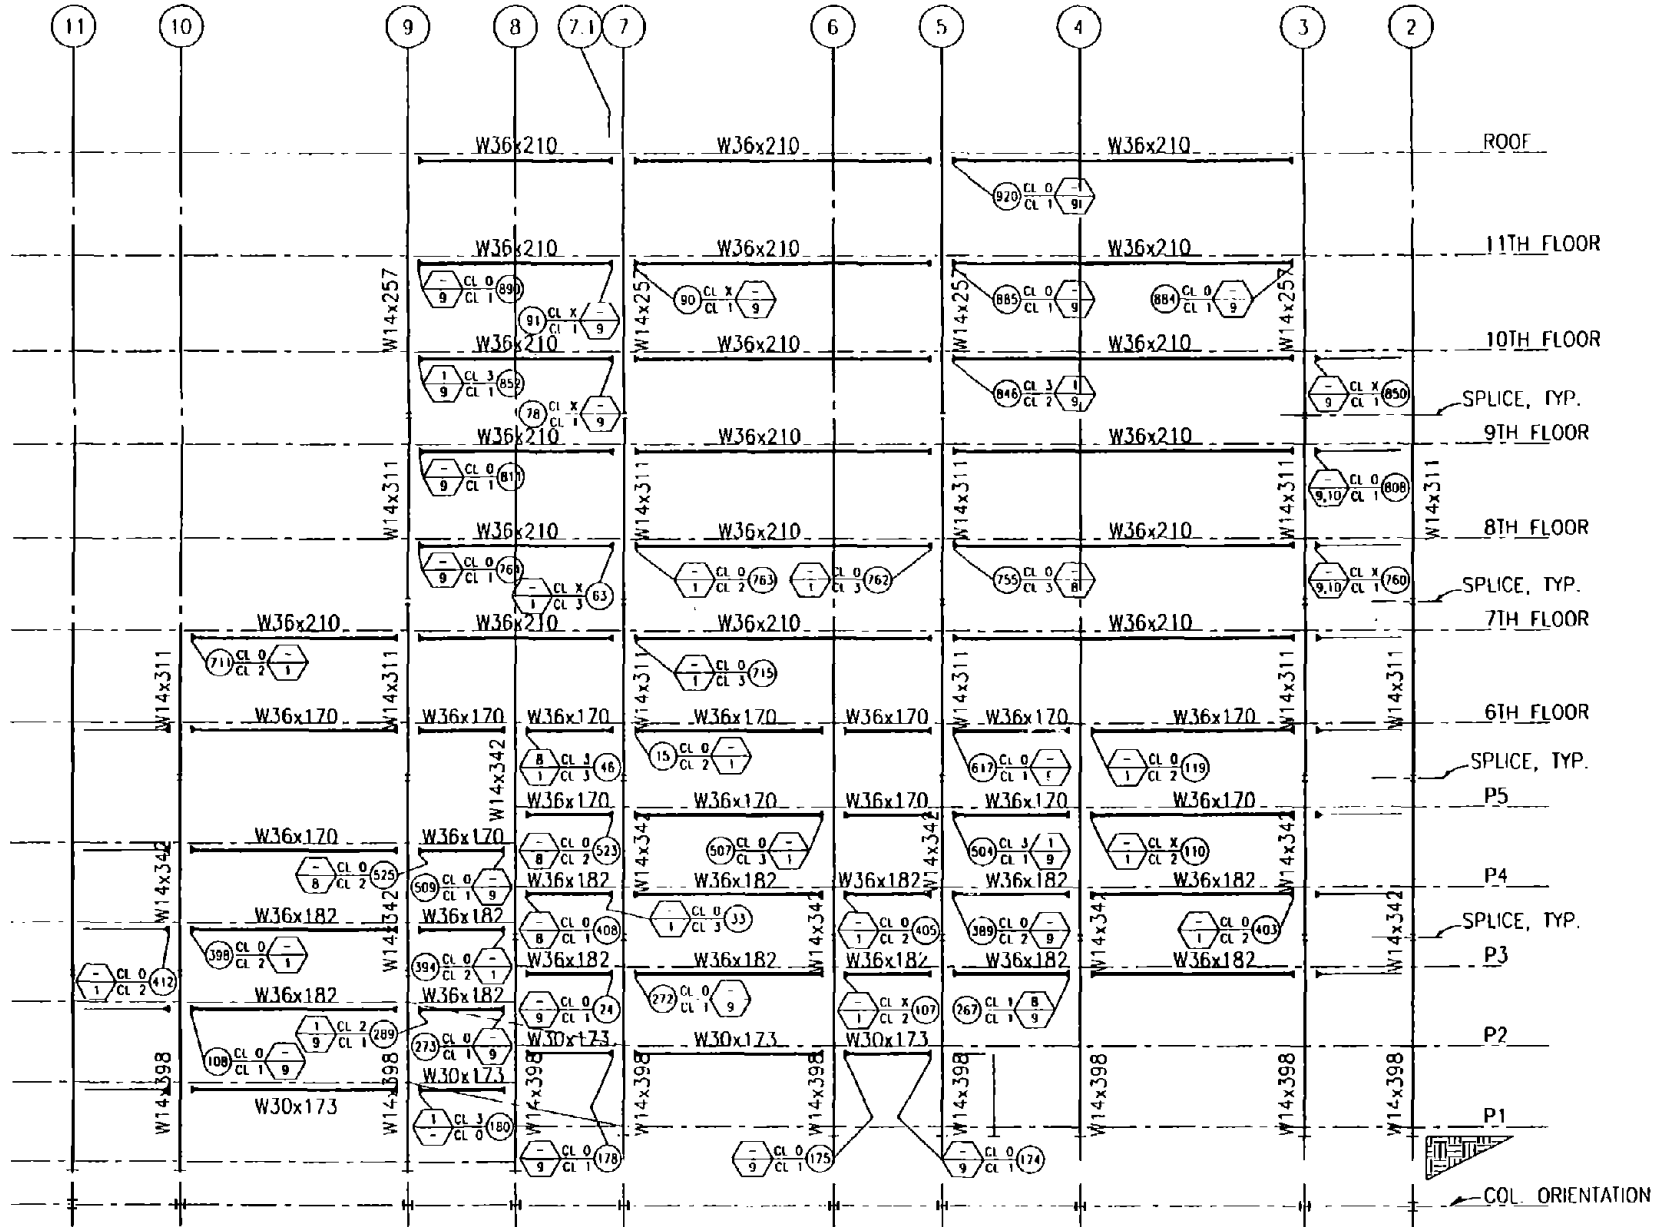 11 10 9 8 7.1 7 6 5 4 3 2
W36x210 W36x210 W36x210 ROOF
920 CL 0 CL 1 - 91
W36x210 W36x210 W36x210 11TH FLOOR
W14x257 W14x257 W14x257 W14x257
- 9 CL 0 CL 1 890
91 CL X CL 1 - 9
90 CL X CL 1 - 9
885 CL 0 CL 1 - 9
884 CL 0 CL 1 - 9
W36x210 W36x210 W36x210 10TH FLOOR
1 9 CL 3 CL 1 852
78 CL X CL 1 - 9
846 CL 3 CL 2 1 9
- 9 CL X CL 1 850
SPLICE, TYP.
W36x210 W36x210 W36x210 9TH FLOOR
- 9 CL 0 CL 1 811
- 9,10 CL 0 CL 1 808
W14x311 W14x311 W14x311 W14x311 W14x311
W36x210 W36x210 W36x210 8TH FLOOR
- 9 CL 0 CL 1
- 1 CL X CL 3 63
- 1 CL 0 CL 2 763
- 1 CL 0 CL 3 762
755 CL 0 CL 3 - 8
- 9,10 CL X CL 1 760
SPLICE, TYP.
W36x210 W36x210 W36x210 W36x210 7TH FLOOR
711 CL 0 CL 2 - 1
- 1 CL 0 CL 3 715
W14x311 W14x311 W14x311 W14x311 W14x311 W14x311
W36x170 W36x170 W36x170 W36x170 W36x170 W36x170 W36x170 6TH FLOOR
8 1 CL 3 CL 3 46
15 CL 0 CL 2 - 1
617 CL 0 CL 1 -
- 1 CL 0 CL 2 119
W14x342
SPLICE, TYP.
W36x170 W36x170 W36x170 W36x170 W36x170 P5
- 8 CL 0 CL 2 523
507 CL 0 CL 3 - 1
504 CL 3 CL 1 1 9
- 1 CL X CL 2 110
W36x170 W36x170
- 8 CL 0 CL 2 525
509 CL 0 CL 1 - 9
W14x342 W14x342 W14x342 W14x342 W14x342
W36x182 W36x182 W36x182 W36x182 W36x182 P4
- 8 CL 0 CL 1 408
- 1 CL 0 CL 3 33
- 1 CL 0 CL 2 405
389 CL 0 CL 2 - 9
- 1 CL 0 CL 2 403
W36x182 W36x182
SPLICE, TYP.
W14x342 W14x342 W14x342
398 CL 0 CL 2 - 1
394 CL 0 CL 2 - 1
- 1 CL 0 CL 2 412
W36x182 W36x182 W36x182 W36x182 W36x182 P3
- 9 CL 0 CL 1 24
272 CL 0 CL 1 - 9
- 1 CL X CL 2 107
267 CL 1 CL 1 8 9
W36x182 W36x182
108 CL 0 CL 1 - 9
1 9 CL 2 CL 1 289
273 CL 0 CL 1 - 9
W30x173 W30x173 W30x173 P2
W14x398 W14x398 W14x398 W14x398 W14x398 W14x398 W14x398 W14x398
W30x173 W30x173
1 - CL 3 CL 0 180
P1
- 9 CL 0 CL 1 178
- 9 CL 0 CL 1 175
- 9 CL 0 CL 1 174
COL. ORIENTATION